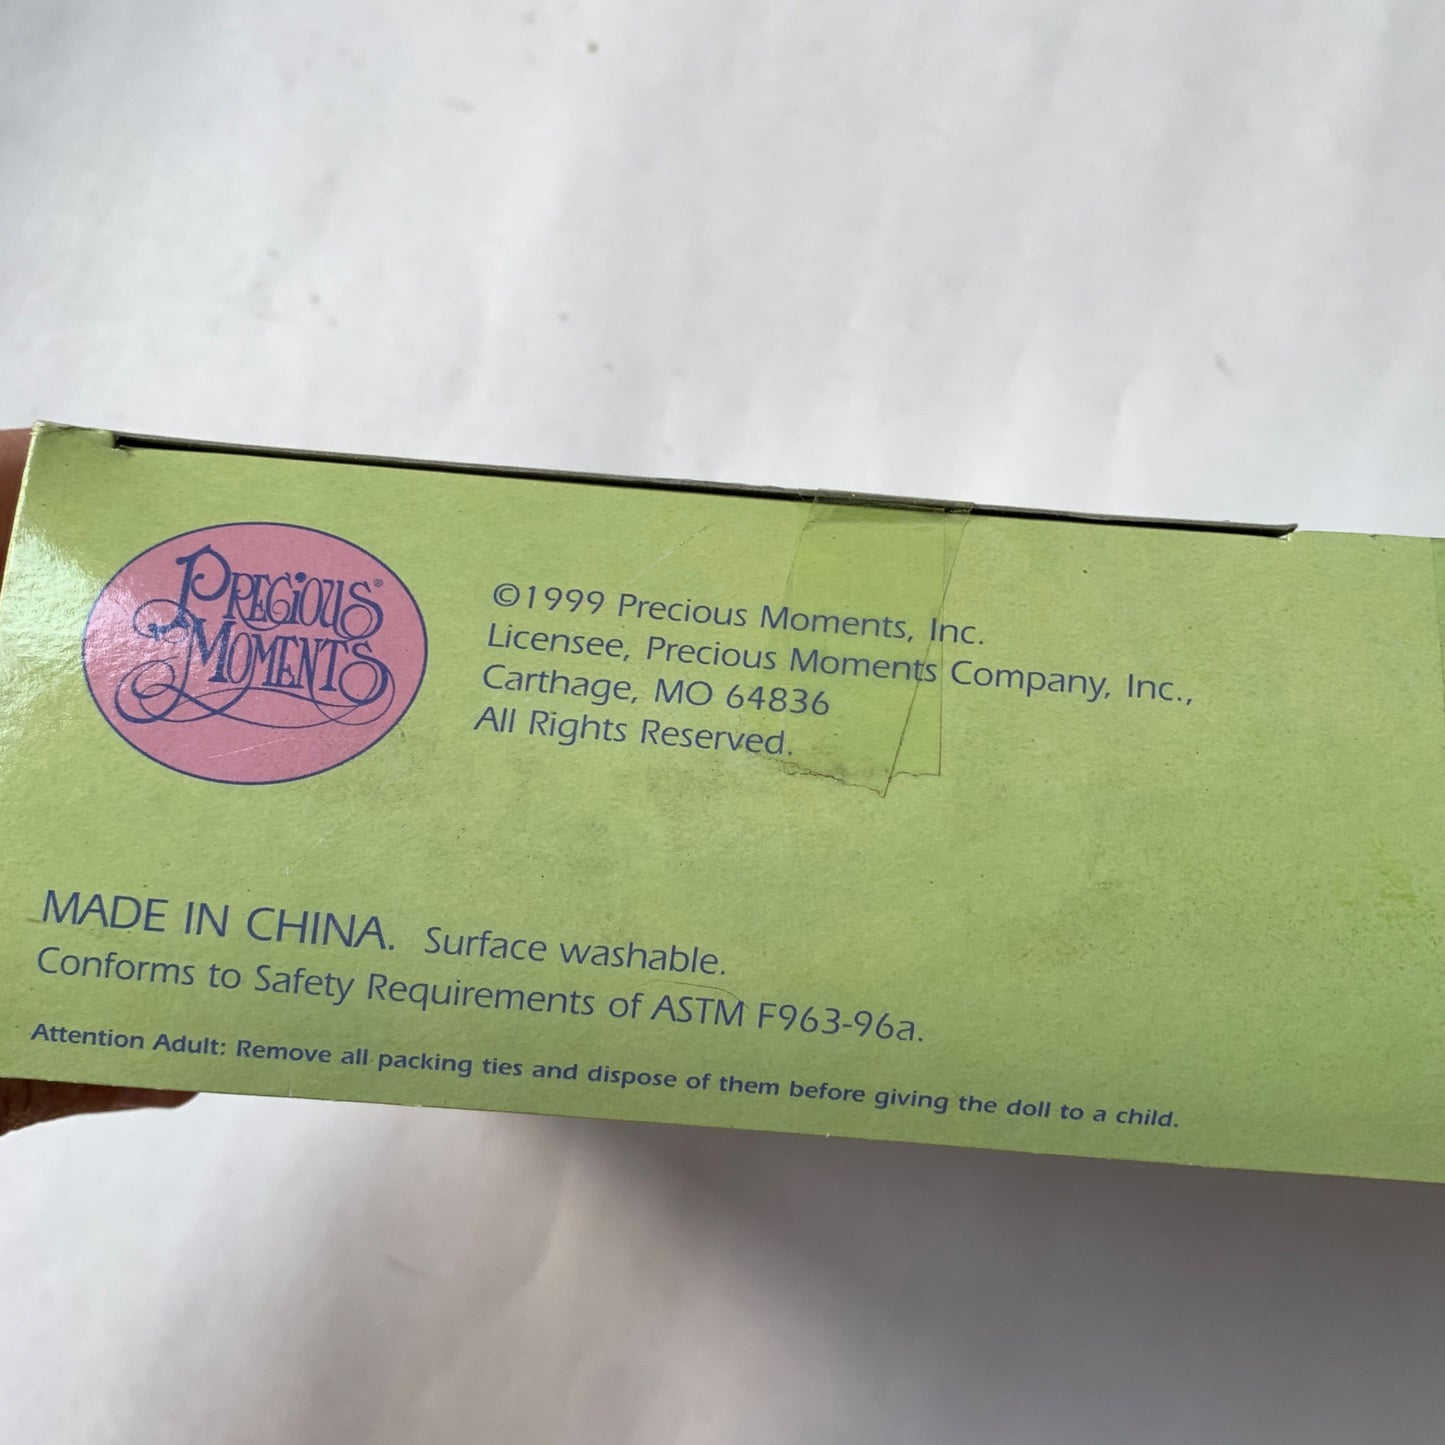 PRECIOUS®
MOMENTS
©1999 Precious Moments, Inc.
Licensee, Precious Moments Company, Inc.,
Carthage, MO 64836
All Rights Reserved.
MADE IN CHINA. Surface washable.
Conforms to Safety Requirements of ASTM F963-96a.
Attention Adult: Remove all packing ties and dispose of them before giving the doll to a child.